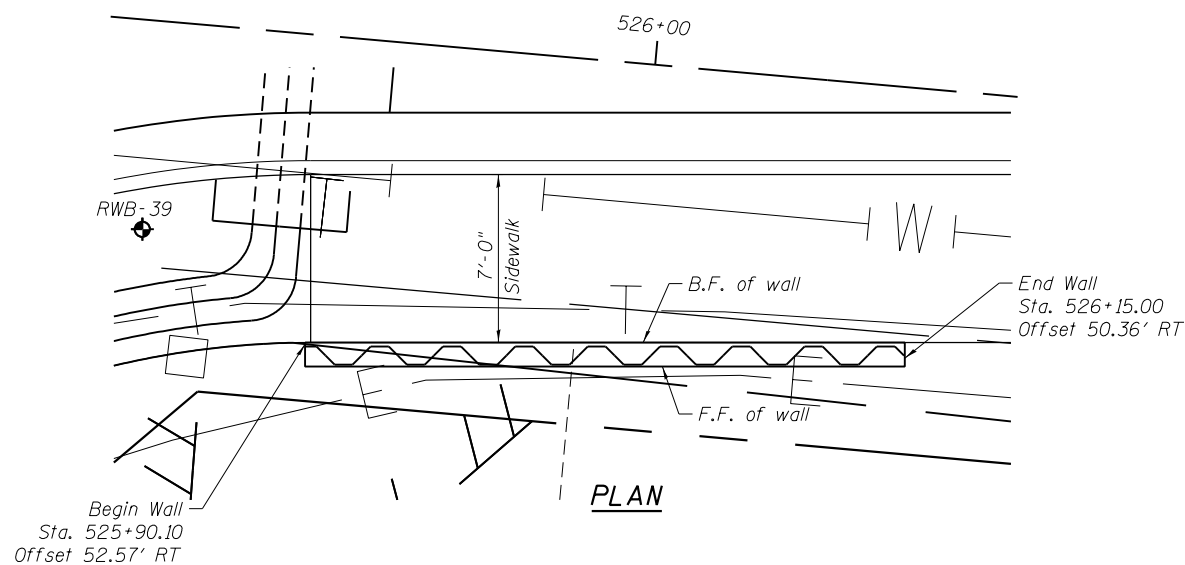 526+00
RWB-39
7'-0"
Sidewalk
B.F. of wall
End Wall
Sta. 526+15.00
Offset 50.36' RT
F.F. of wall
Begin Wall
Sta. 525+90.10
Offset 52.57' RT
PLAN